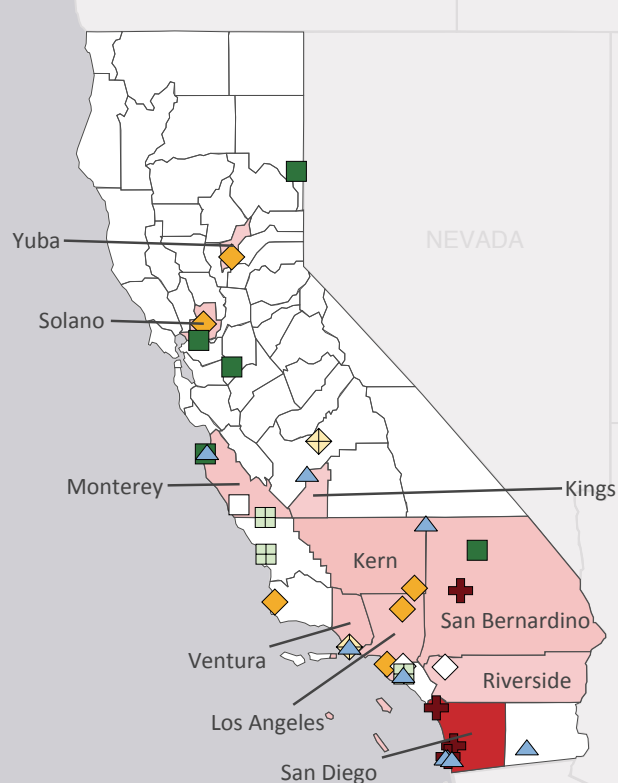 Yuba
NEVADA
Solano
Monterey
Kings
Kern
San Bernardino
Ventura
Riverside
Los Angeles
San Diego